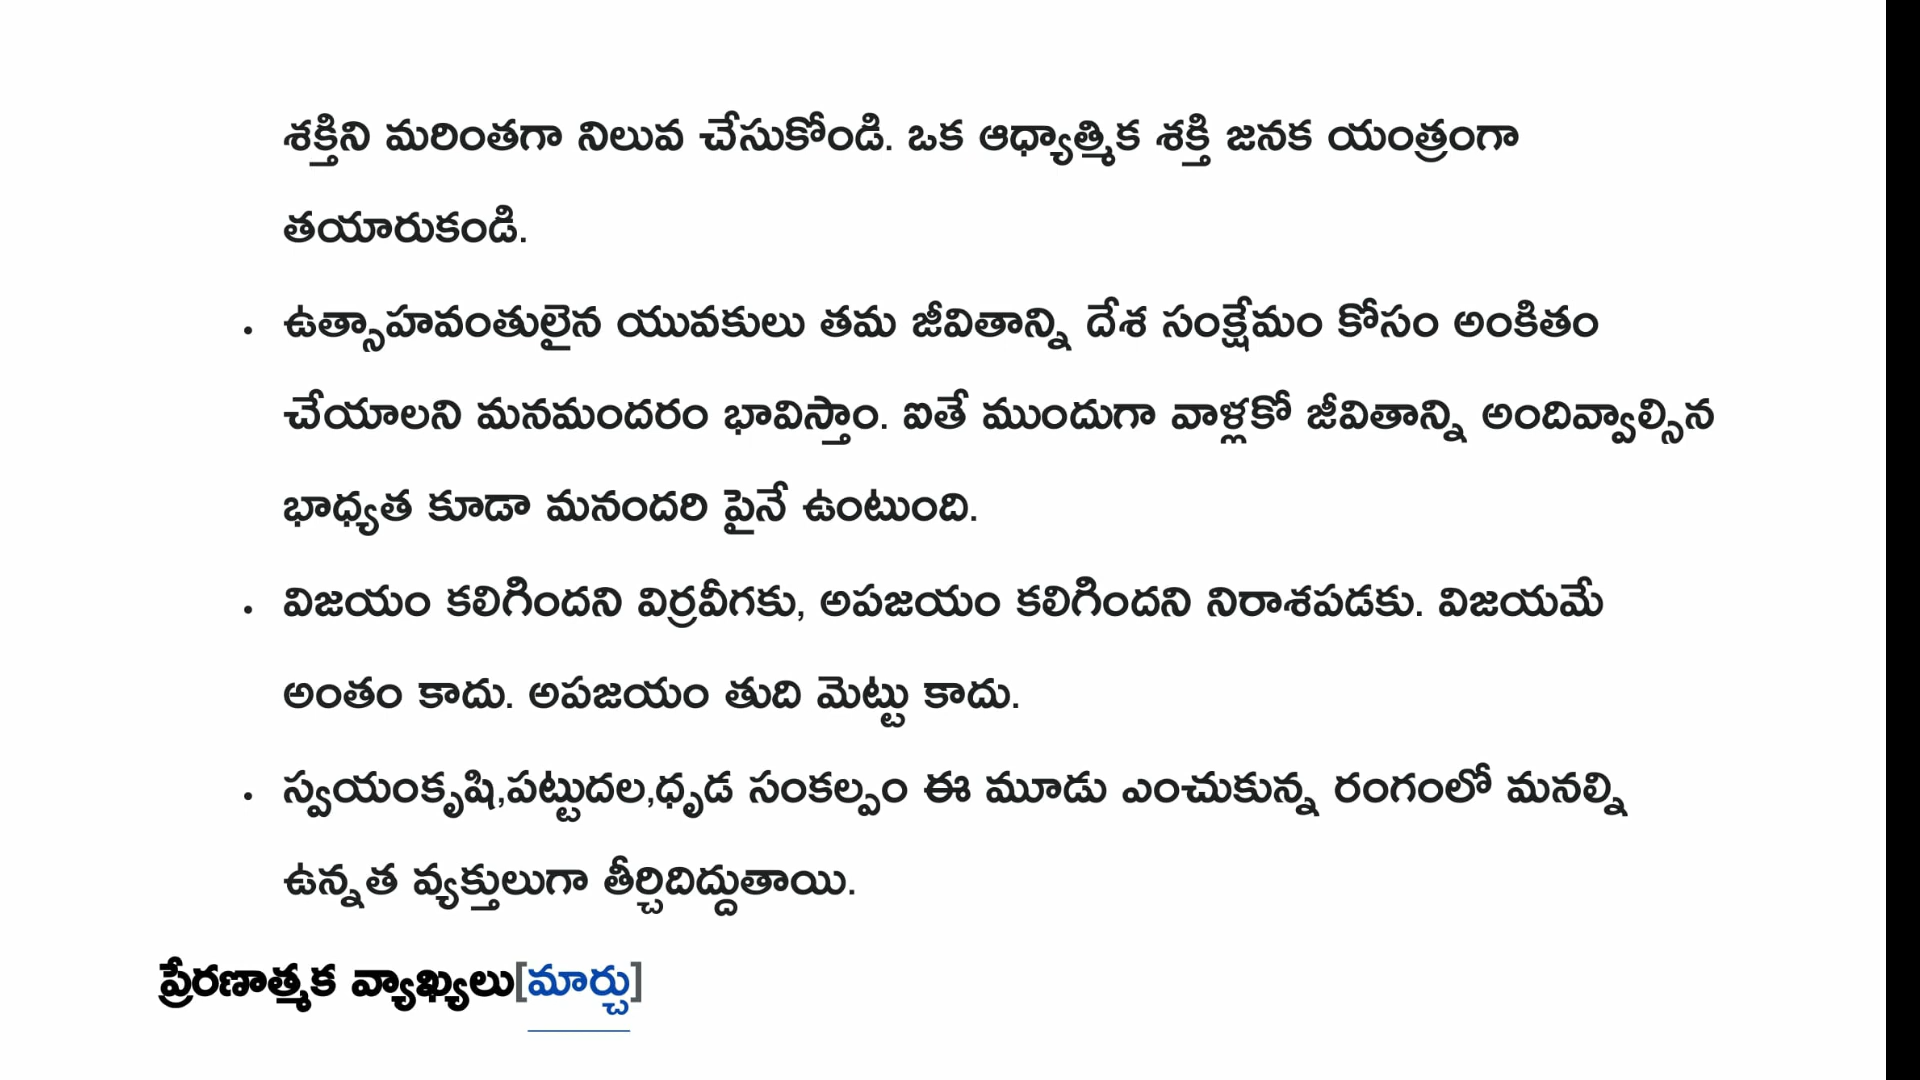 శక్తిని మరింతగా నిలువ చేసుకోండి. ఒక ఆధ్యాత్మిక శక్తి జనక యంత్రంగా
తయారుకండి.
• ఉత్సాహవంతులైన యువకులు తమ జీవితాన్ని దేశ సంక్షేమం కోసం అంకితం
చేయాలని మనమందరం భావిస్తాం. ఐతే ముందుగా వాళ్లకో జీవితాన్ని అందివ్వాల్సిన
భాధ్యత కూడా మనందరి పైనే ఉంటుంది.
• విజయం కలిగిందని విర్రవీగకు, అపజయం కలిగిందని నిరాశపడకు. విజయమే
అంతం కాదు. అపజయం తుది మెట్టు కాదు.
• స్వయంకృషి,పట్టుదల,ధృడ సంకల్పం ఈ మూడు ఎంచుకున్న రంగంలో మనల్ని
ఉన్నత వ్యక్తులుగా తీర్చిదిద్దుతాయి.
ప్రేరణాత్మక వ్యాఖ్యలు[మార్చు]